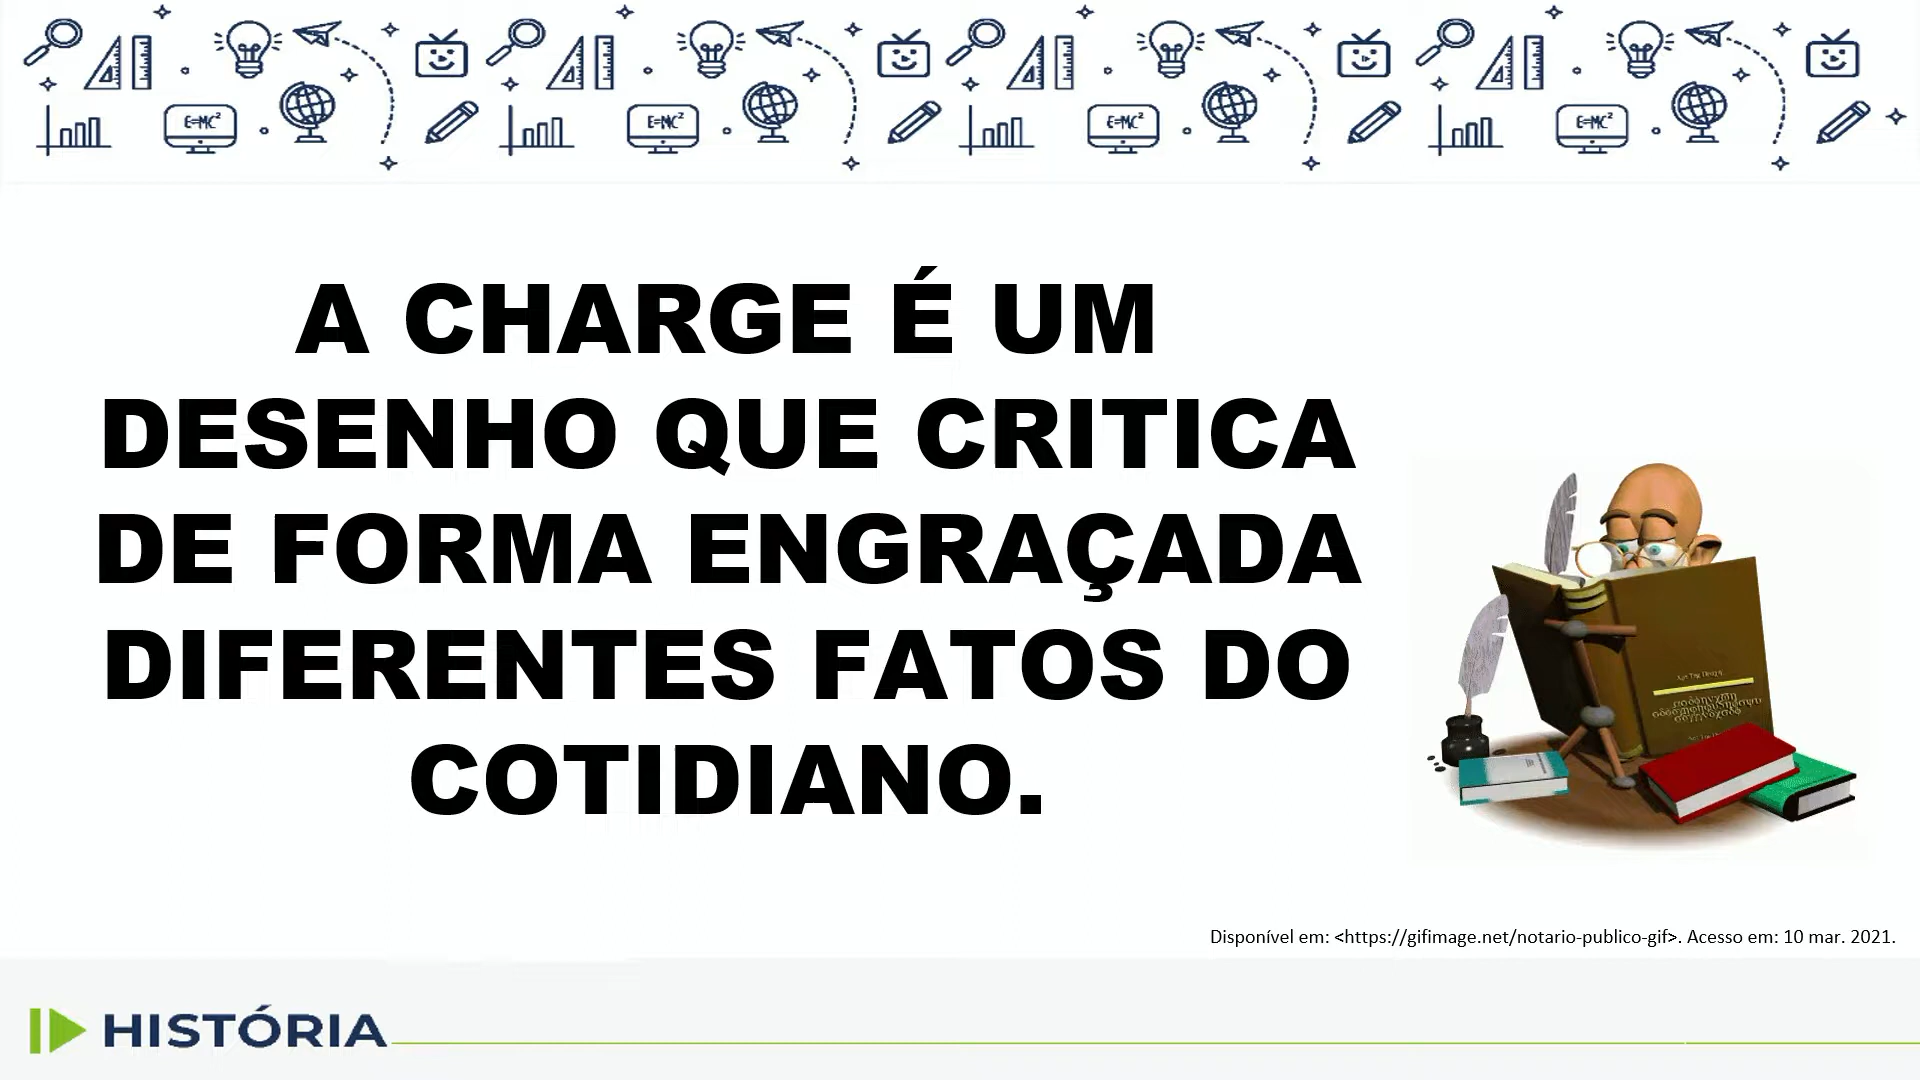 E=MC²
E=MC²
E=MC²
E=MC²
A CHARGE É UM
DESENHO QUE CRITICA
DE FORMA ENGRAÇADA
DIFERENTES FATOS DO
COTIDIANO.
Disponível em: <https://gifimage.net/notario-publico-gif>. Acesso em: 10 mar. 2021.
HISTÓRIA